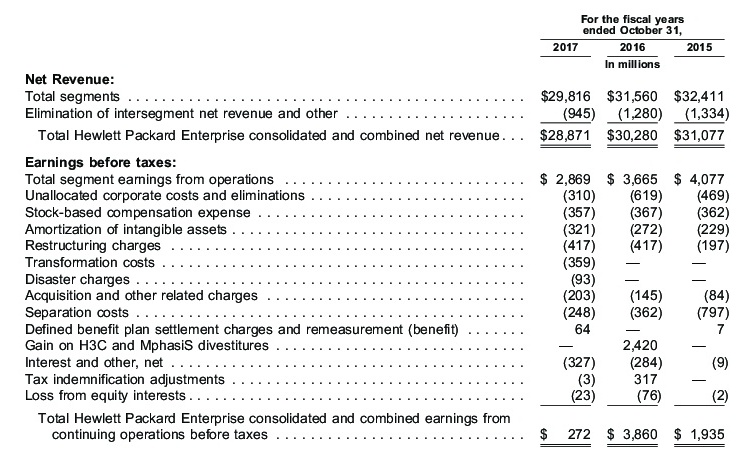 For the fiscal years
ended October 31,
2017 2016 2015
In millions
Net Revenue:
Total segments . . . . . . . . . . . . . . . . . . . . . . . . . . . . . . . . . . . . . . . . . . . . . . . . $29,816 $31,560 $32,411
Elimination of intersegment net revenue and other . . . . . . . . . . . . . . . . . . . . . . (945) (1,280) (1,334)
Total Hewlett Packard Enterprise consolidated and combined net revenue . . . $28,871 $30,280 $31,077
Earnings before taxes:
Total segment earnings from operations . . . . . . . . . . . . . . . . . . . . . . . . . . . . . $ 2,869 $ 3,665 $ 4,077
Unallocated corporate costs and eliminations . . . . . . . . . . . . . . . . . . . . . . . . . . (310) (619) (469)
Stock-based compensation expense . . . . . . . . . . . . . . . . . . . . . . . . . . . . . . . . (357) (367) (362)
Amortization of intangible assets . . . . . . . . . . . . . . . . . . . . . . . . . . . . . . . . . . . (321) (272) (229)
Restructuring charges . . . . . . . . . . . . . . . . . . . . . . . . . . . . . . . . . . . . . . . . . . . (417) (417) (197)
Transformation costs . . . . . . . . . . . . . . . . . . . . . . . . . . . . . . . . . . . . . . . . . . . . (359) — —
Disaster charges . . . . . . . . . . . . . . . . . . . . . . . . . . . . . . . . . . . . . . . . . . . . . . . (93) — —
Acquisition and other related charges . . . . . . . . . . . . . . . . . . . . . . . . . . . . . . . (203) (145) (84)
Separation costs . . . . . . . . . . . . . . . . . . . . . . . . . . . . . . . . . . . . . . . . . . . . . . . (248) (362) (797)
Defined benefit plan settlement charges and remeasurement (benefit) . . . . . . . 64 — 7
Gain on H3C and MphasiS divestitures . . . . . . . . . . . . . . . . . . . . . . . . . . . . . . — 2,420 —
Interest and other, net . . . . . . . . . . . . . . . . . . . . . . . . . . . . . . . . . . . . . . . . . . . (327) (284) (9)
Tax indemnification adjustments . . . . . . . . . . . . . . . . . . . . . . . . . . . . . . . . . . . (3) 317 —
Loss from equity interests . . . . . . . . . . . . . . . . . . . . . . . . . . . . . . . . . . . . . . . . (23) (76) (2)
Total Hewlett Packard Enterprise consolidated and combined earnings from
continuing operations before taxes . . . . . . . . . . . . . . . . . . . . . . . . . . . . . . $ 272 $ 3,860 $ 1,935